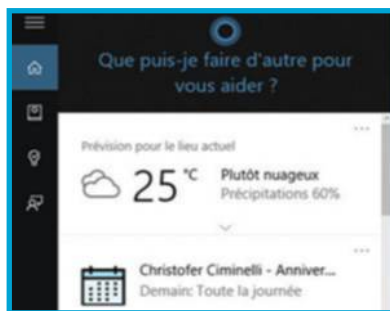 Que puis-je faire d'autre pour
vous aider ?
Prévision pour le lieu actuel
25 °C
Plutôt nuageux
Précipitations 60%
Christofer Ciminelli - Anniver...
Demain: Toute la journée